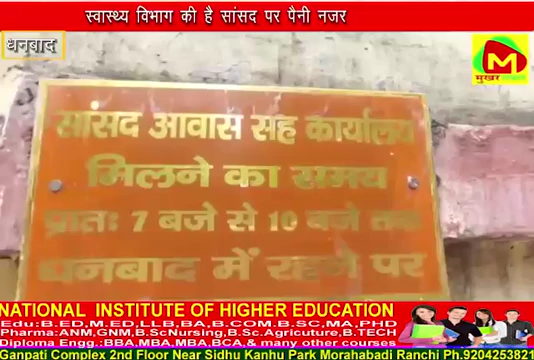 स्वास्थ्य विभाग की है सांसद पर पैनी नजर
धनबाद
मुखर
सांसद आवास सह कार्यालय
मिलने का समय
प्रातः 7 बजे से 10 बजे तक
धनबाद में रहने पर
NATIONAL INSTITUTE OF HIGHER EDUCATION
Edu:B.ED,M.ED,LLB,BA,B.COM,B.SC,MA,PHD
Pharma:ANM,GNM,B.ScNursing,B.Sc.Agricuture,B.TECH
Diploma Engg.:BBA,MBA,MBA,BCA,& many other courses
Ganpati Complex 2nd Floor Near Sidhu Kanhu Park Morahabadi Ranchi Ph.92042539